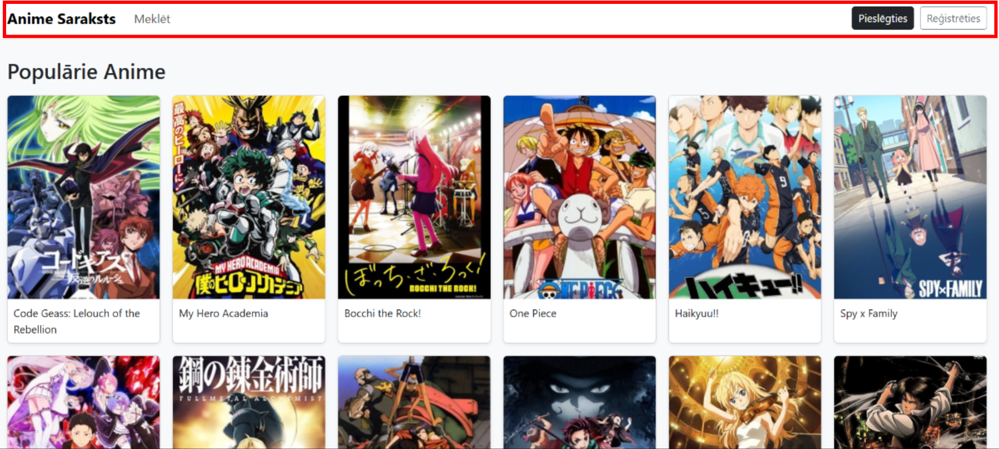 Anime Saraksts
Meklēt
Pieslēgties
Reģistrēties
Populārie Anime
コードギアス
反逆のルルーシュ
最高のヒーローに!
MY HERO ACADEMIA
僕のヒーローアカデミア
ぼっち・ざ・ろっく!
BOCCHI THE ROCK!
ONE PIECE
9
5
ハイキュー!!
SPY×FAMILY
Code Geass: Lelouch of the
Rebellion
My Hero Academia
Bocchi the Rock!
One Piece
Haikyuu!!
Spy x Family
鋼の錬金術師
FULLMETAL ALCHEMIST